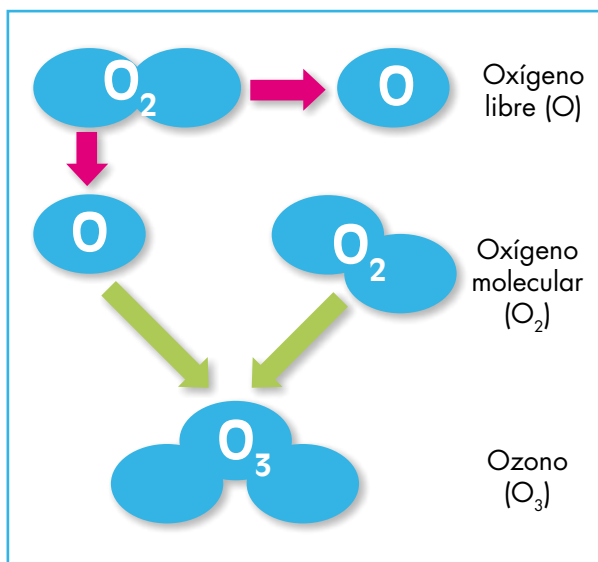 O₂
O
Oxígeno
libre (O)
O
O₂
Oxígeno
molecular
(O₂)
O₃
Ozono
(O₃)